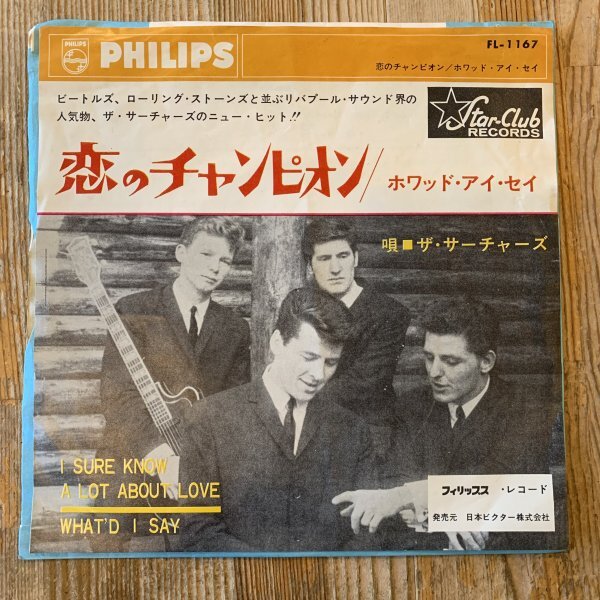 PHILIPS
FL-1167
恋のチャンピオン/ホワッド・アイ・セイ
ビートルズ、ローリング・ストーンズと並ぶリバプール・サウンド界の
人気物、ザ・サーチャーズのニュー・ヒット!!
Star-Club
RECORDS
恋のチャンピオン/ホワッド・アイ・セイ
唄■ザ・サーチャーズ
I SURE KNOW
A LOT ABOUT LOVE
WHAT'D I SAY
フィリップス・レコード
発売元 日本ビクター株式会社